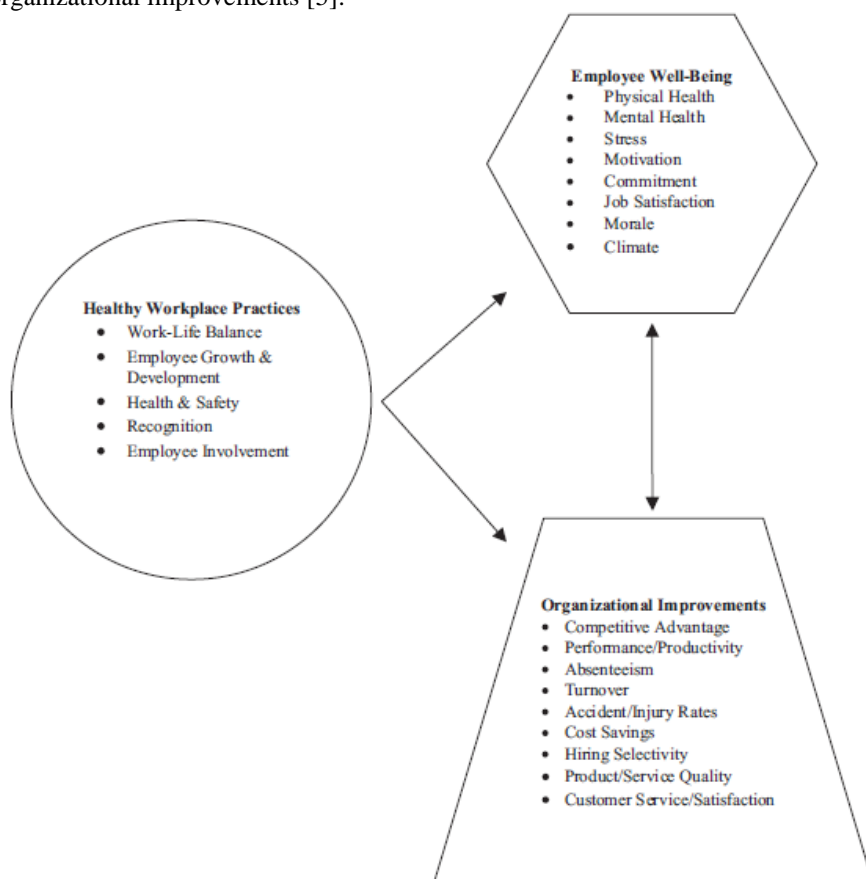 organizational improvements [5].
Employee Well-Being
• Physical Health
• Mental Health
• Stress
• Motivation
• Commitment
• Job Satisfaction
• Morale
• Climate
Healthy Workplace Practices
• Work-Life Balance
• Employee Growth &
Development
• Health & Safety
• Recognition
• Employee Involvement
Organizational Improvements
• Competitive Advantage
• Performance/Productivity
• Absenteeism
• Turnover
• Accident/Injury Rates
• Cost Savings
• Hiring Selectivity
• Product/Service Quality
• Customer Service/Satisfaction